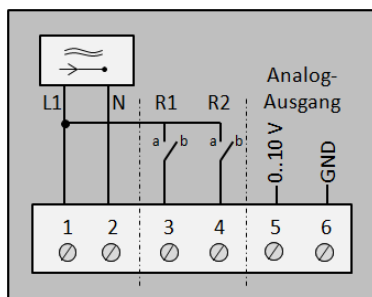 L1 N R1 R2 Analog-
Ausgang
a b a b
0..10 V
GND
1 2 3 4 5 6